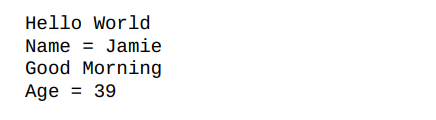 Hello World
Name = Jamie
Good Morning
Age = 39